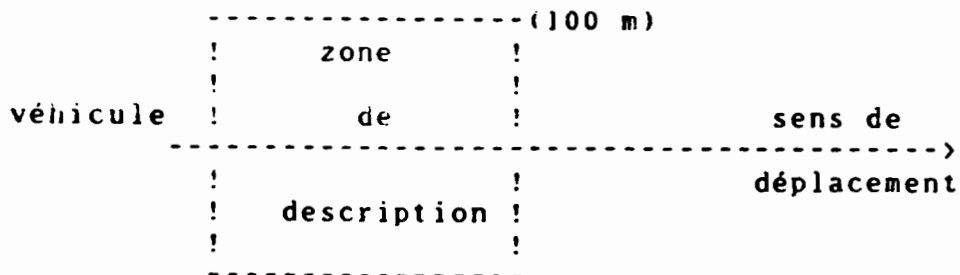 (100 m)
zone
véhicule de sens de
déplacement
description